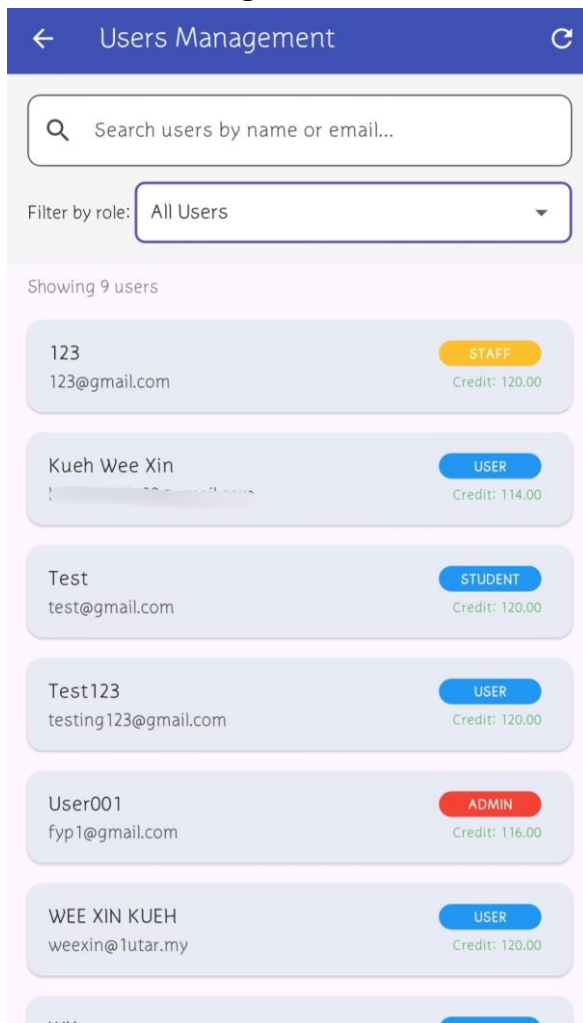 Users Management
Search users by name or email...
Filter by role: All Users
Showing 9 users
123
STAFF
123@gmail.com
Credit: 120.00
Kueh Wee Xin
USER
Credit: 114.00
Test
STUDENT
test@gmail.com
Credit: 120.00
Test123
USER
testing123@gmail.com
Credit: 120.00
User001
ADMIN
fyp1@gmail.com
Credit: 116.00
WEE XIN KUEH
USER
weexin@1utar.my
Credit: 120.00